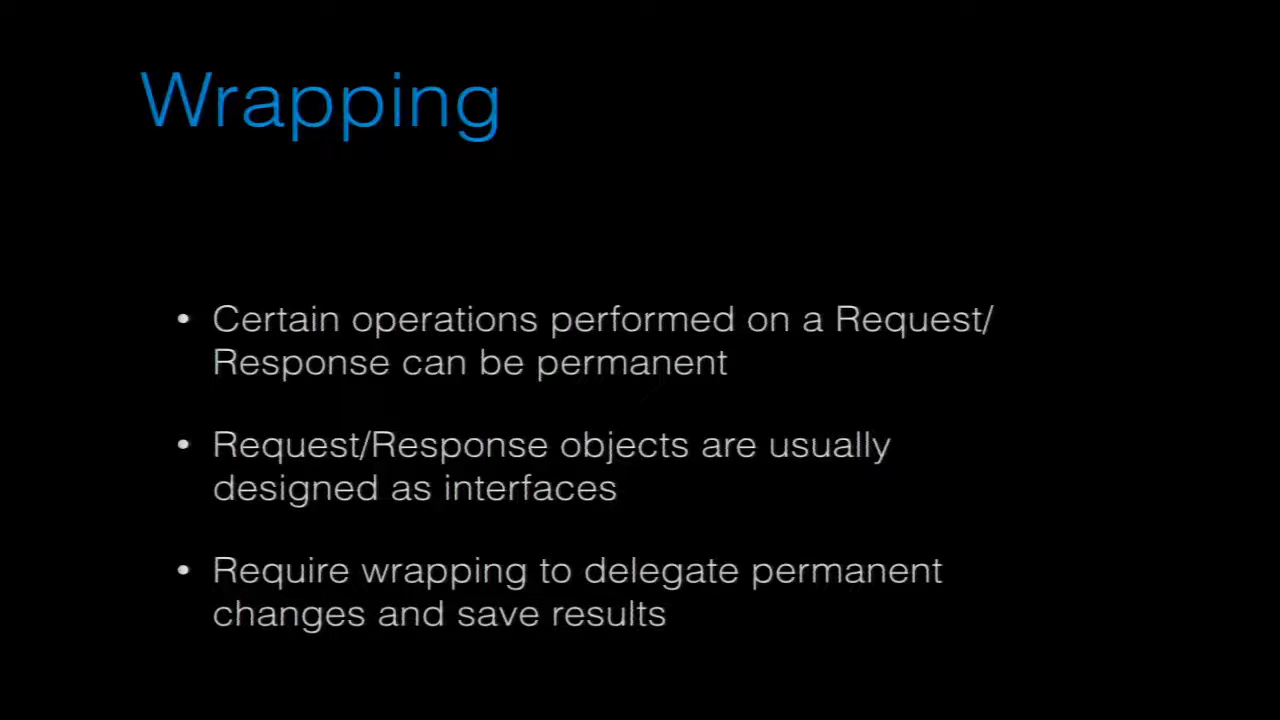 Wrapping
• Certain operations performed on a Request/
Response can be permanent
• Request/Response objects are usually
designed as interfaces
• Require wrapping to delegate permanent
changes and save results